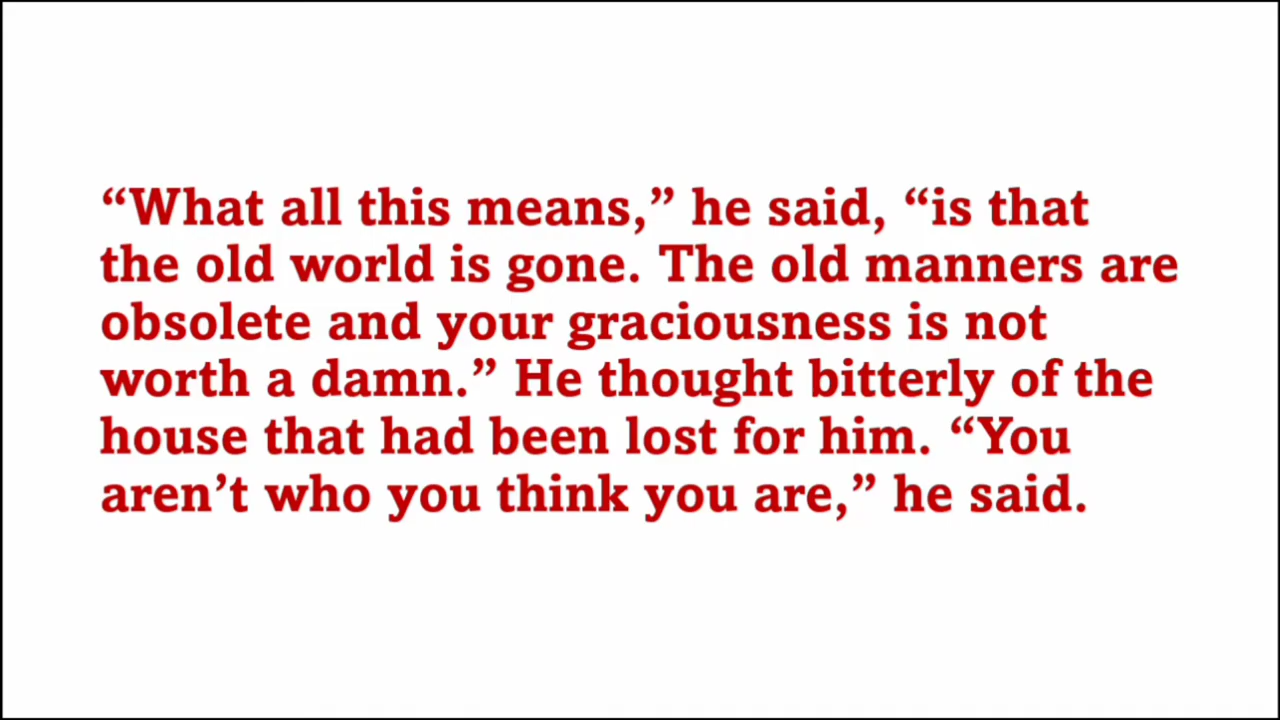 “What all this means,” he said, “is that
the old world is gone. The old manners are
obsolete and your graciousness is not
worth a damn.” He thought bitterly of the
house that had been lost for him. “You
aren’t who you think you are,” he said.